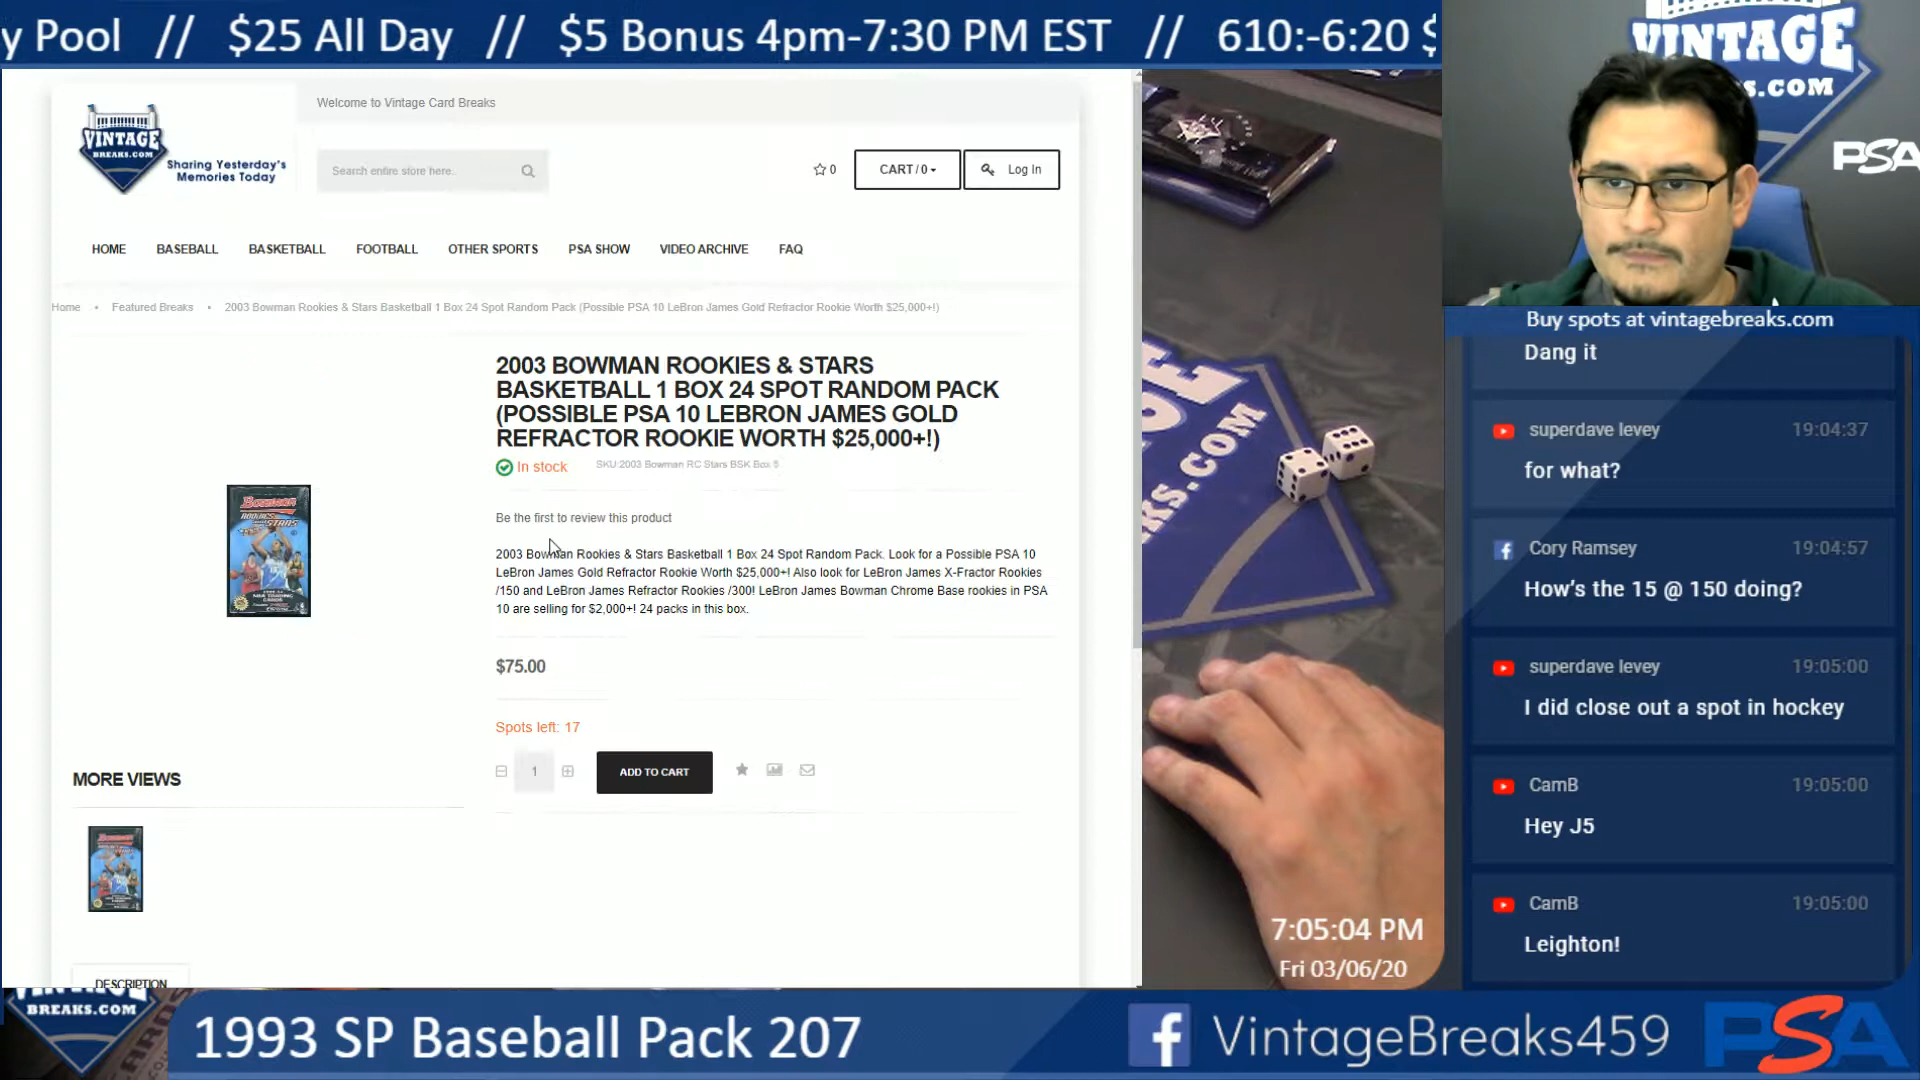 y Pool // $25 All Day // $5 Bonus 4pm-7:30 PM EST // 610:-6:20 $
VINTAGE
BREAKS.COM
Sharing Yesterday's
Memories Today
Welcome to Vintage Card Breaks
Search entire store here..
0
CART / 0
Log In
HOME BASEBALL BASKETBALL FOOTBALL OTHER SPORTS PSA SHOW VIDEO ARCHIVE FAQ
Home • Featured Breaks • 2003 Bowman Rookies & Stars Basketball 1 Box 24 Spot Random Pack (Possible PSA 10 LeBron James Gold Refractor Rookie Worth $25,000+!)
2003 BOWMAN ROOKIES & STARS
BASKETBALL 1 BOX 24 SPOT RANDOM PACK
(POSSIBLE PSA 10 LEBRON JAMES GOLD
REFRACTOR ROOKIE WORTH $25,000+!)
In stock
SKU:2003 Bowman RC Stars BSK Box 5
Be the first to review this product
2003 Bowman Rookies & Stars Basketball 1 Box 24 Spot Random Pack. Look for a Possible PSA 10
LeBron James Gold Refractor Rookie Worth $25,000+! Also look for LeBron James X-Fractor Rookies
/150 and LeBron James Refractor Rookies /300! LeBron James Bowman Chrome Base rookies in PSA
10 are selling for $2,000+! 24 packs in this box.
$75.00
Spots left: 17
1
ADD TO CART
MORE VIEWS
DESCRIPTION
KS.COM
7:05:04 PM
Fri 03/06/20
VINTAGE
S.COM
PSA
Buy spots at vintagebreaks.com
Dang it
superdave levey 19:04:37
for what?
Cory Ramsey 19:04:57
How's the 15 @ 150 doing?
superdave levey 19:05:00
I did close out a spot in hockey
CamB 19:05:00
Hey J5
CamB 19:05:00
Leighton!
BREAKS.COM
1993 SP Baseball Pack 207
VintageBreaks459
PSA